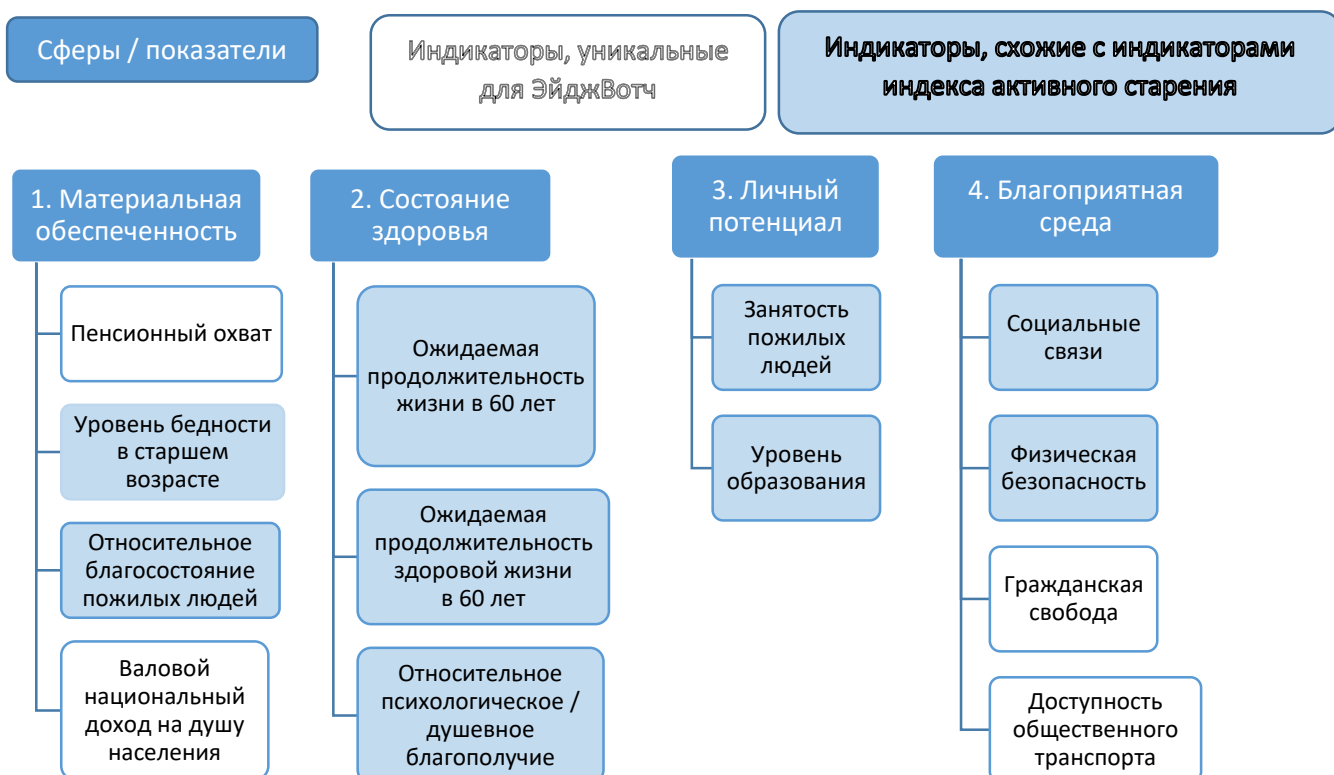 Сферы / показатели
Индикаторы, уникальные
для ЭйджВотч
Индикаторы, схожие с индикаторами
индекса активного старения
1. Материальная
обеспеченность
Пенсионный охват
Уровень бедности
в старшем
возрасте
Относительное
благосостояние
пожилых людей
Валовой
национальный
доход на душу
населения
2. Состояние
здоровья
Ожидаемая
продолжительность
жизни в 60 лет
Ожидаемая
продолжительность
здоровой жизни
в 60 лет
Относительное
психологическое /
душевное
благополучие
3. Личный
потенциал
Занятость
пожилых
людей
Уровень
образования
4. Благоприятная
среда
Социальные
связи
Физическая
безопасность
Гражданская
свобода
Доступность
общественного
транспорта